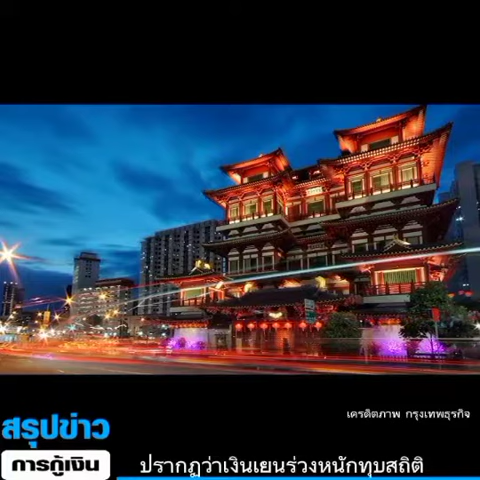 เครดิตภาพ กรุงเทพธุรกิจ
สรุปข่าว
การกู้เงิน
ปรากฏว่าเงินเยนร่วงหนักทุบสถิติ